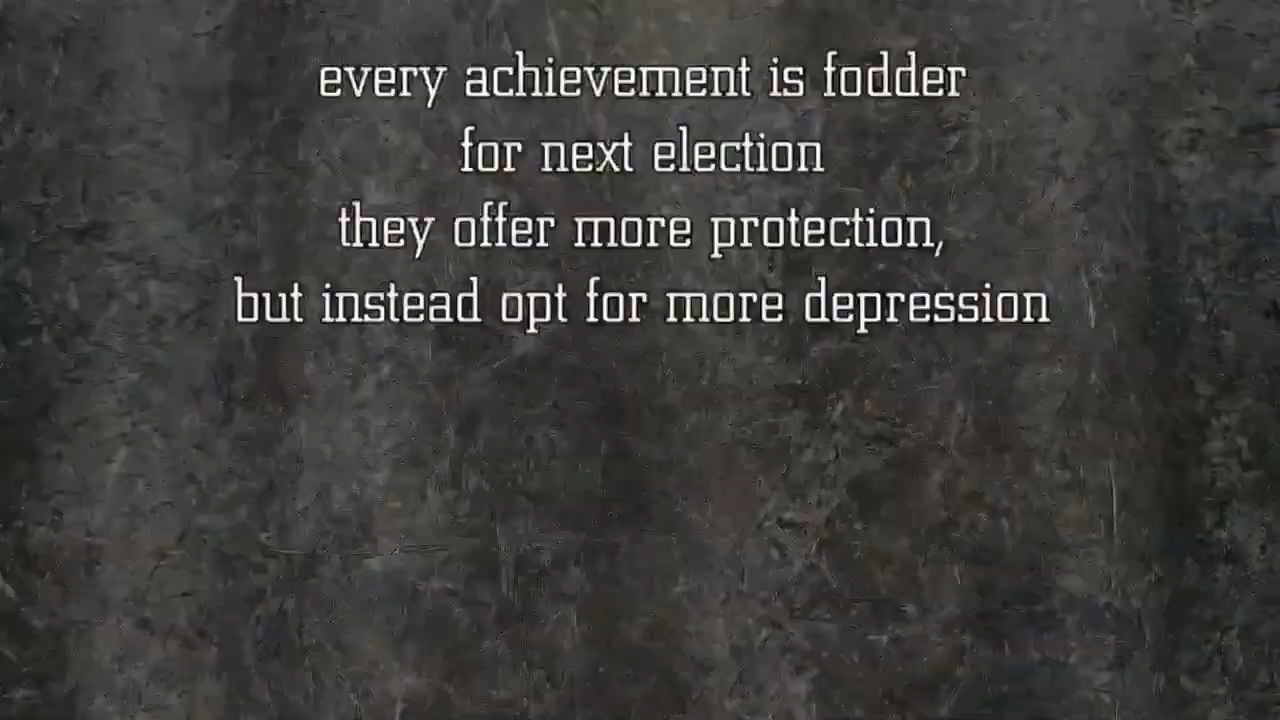 every achievement is fodder
for next election
they offer more protection,
but instead opt for more depression